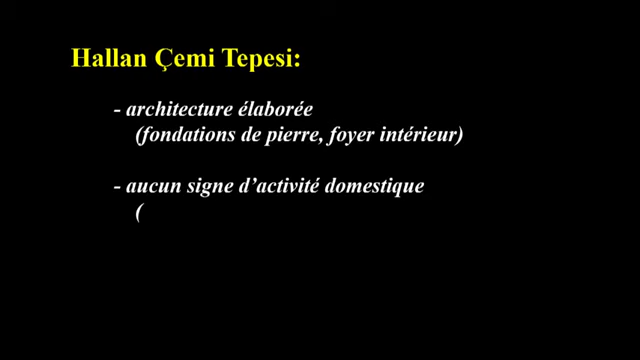 Hallan Çemi Tepesi:
- architecture élaborée
(fondations de pierre, foyer intérieur)
- aucun signe d’activité domestique
(